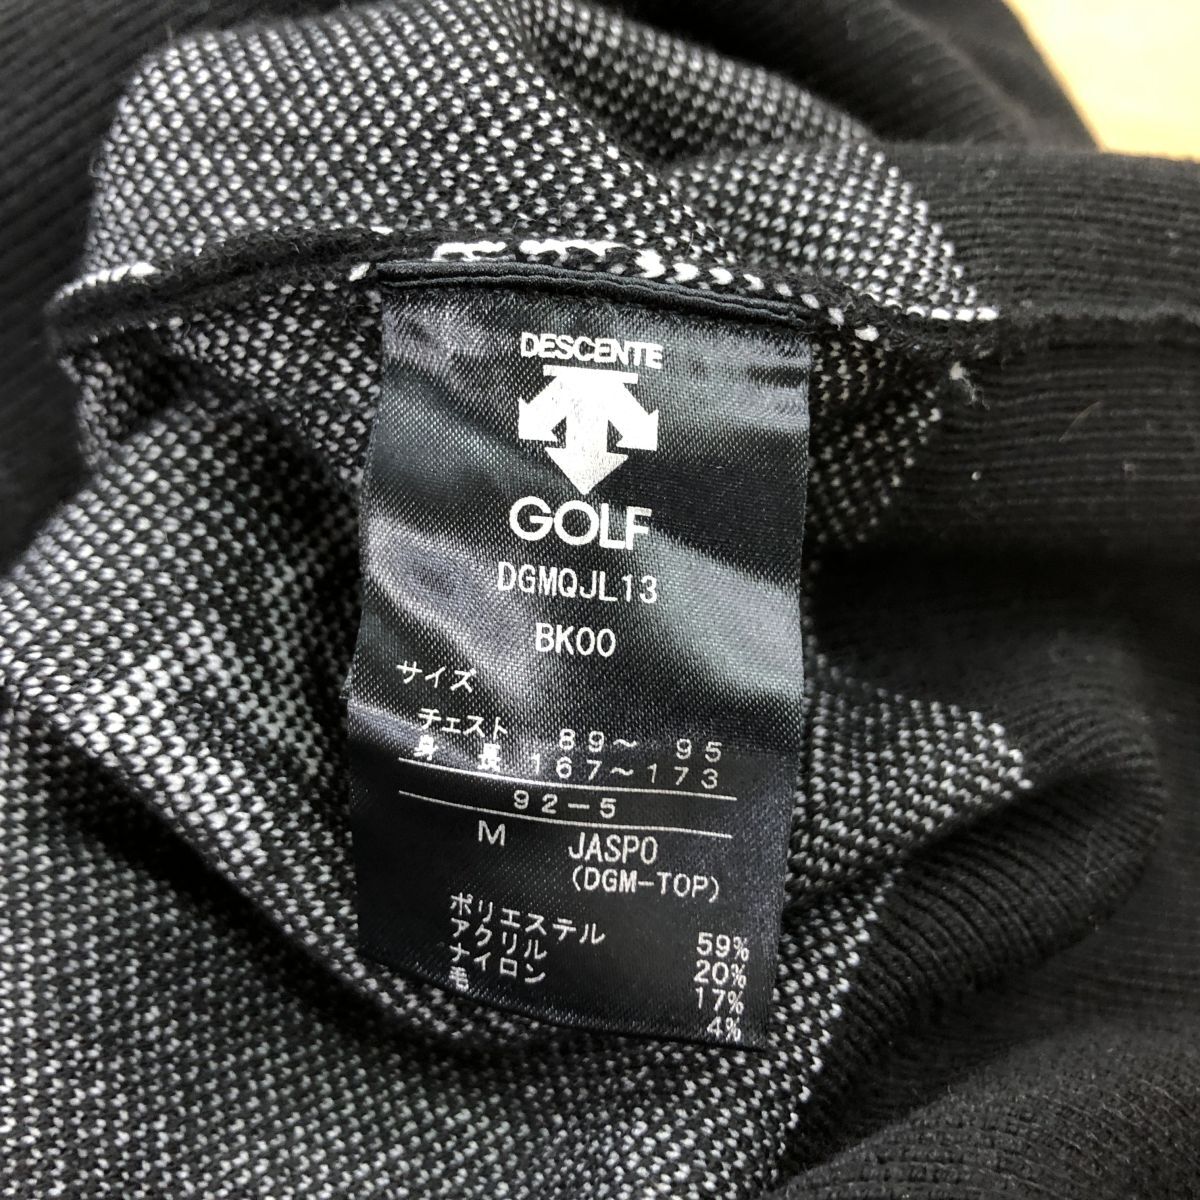 DESCENTE
GOLF
DGMQJL13
BK00
サイズ
チェスト 89～ 95
身 長 167～173
92-5
M JASPO
(DGM-TOP)
ポリエステル 59%
アクリル 20%
ナイロン 17%
毛 4%